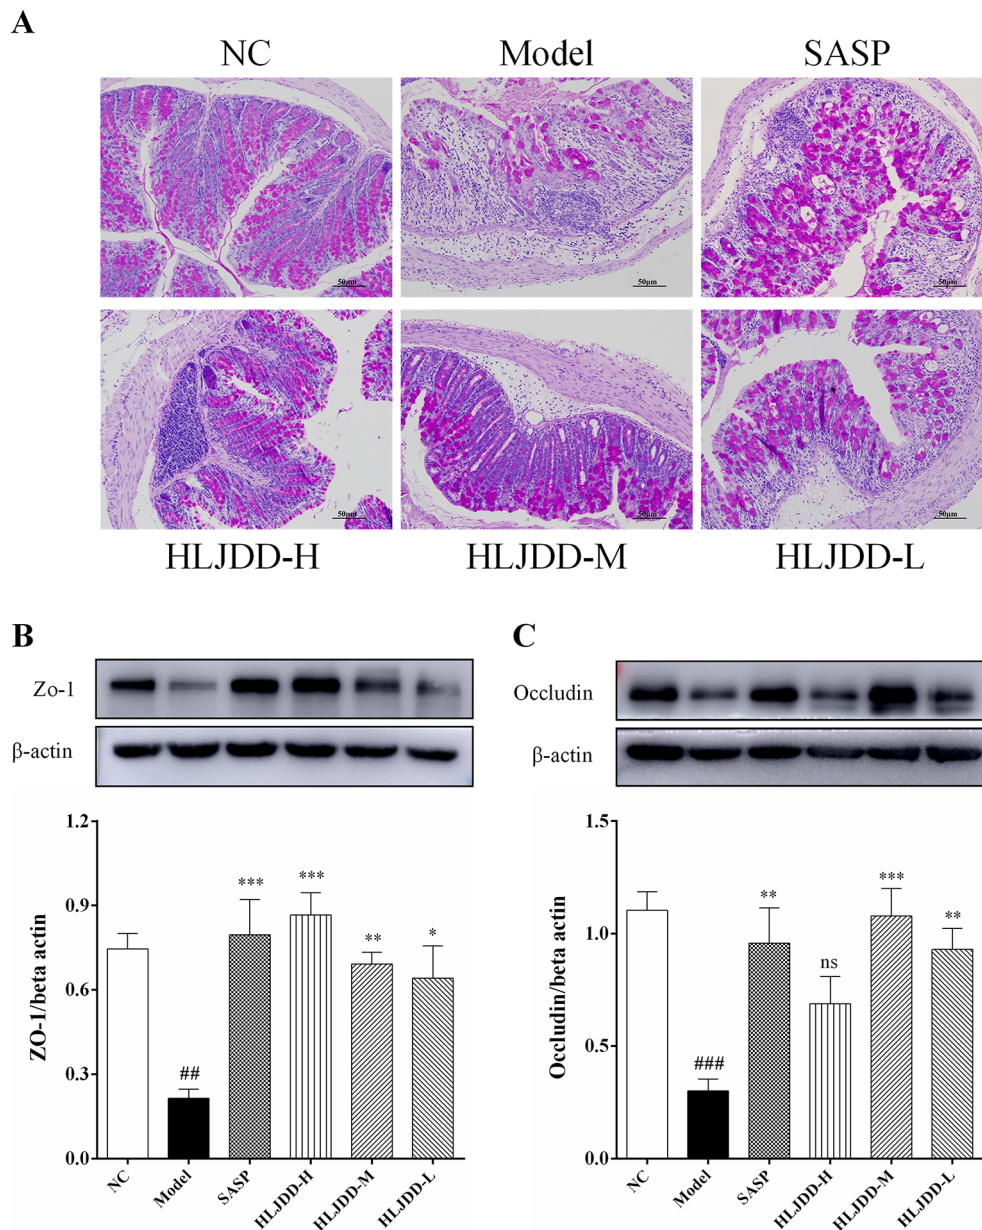 A
NC Model SASP
50μm 50μm 50μm
50μm 50μm 50μm
HLJDD-H HLJDD-M HLJDD-L
B
Zo-1
β-actin
1.2
0.9
0.6
0.3
0.0
ZO-1/beta actin
##
***
***
**
*
NC Model SASP HLJDD-H HLJDD-M HLJDD-L
C
Occludin
β-actin
1.5
1.0
0.5
0.0
Occludin/beta actin
###
**
ns
***
**
NC Model SASP HLJDD-H HLJDD-M HLJDD-L